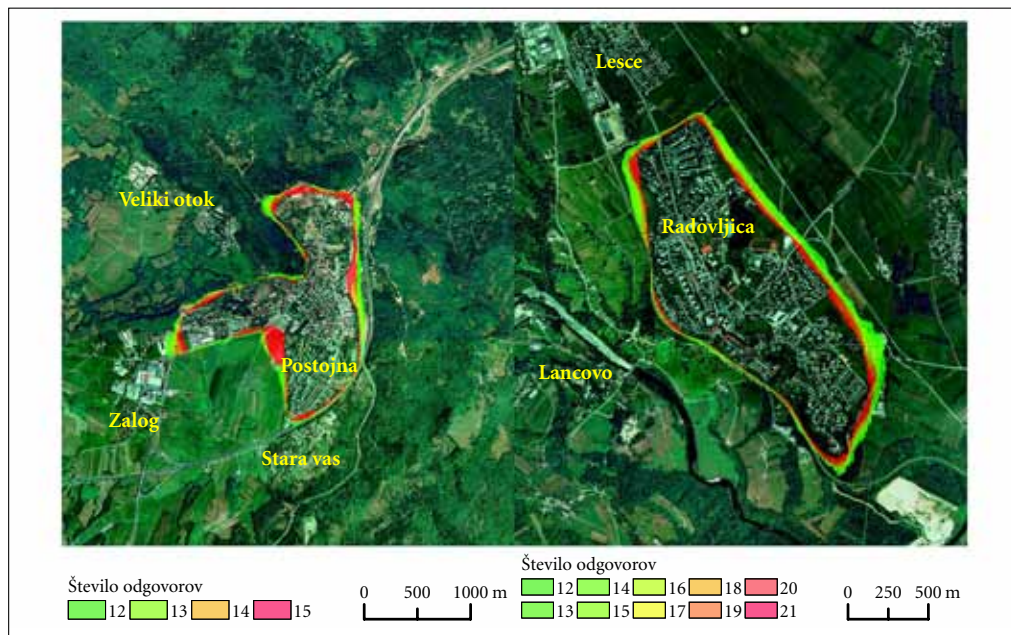 Lesce
Veliki otok
Radovljica
Postojna
Lancovo
Zalog
Stara vas
Število odgovorov
12 13 14 15
0 500 1000 m
Število odgovorov
12 14 16 18 20
13 15 17 19 21
0 250 500 m